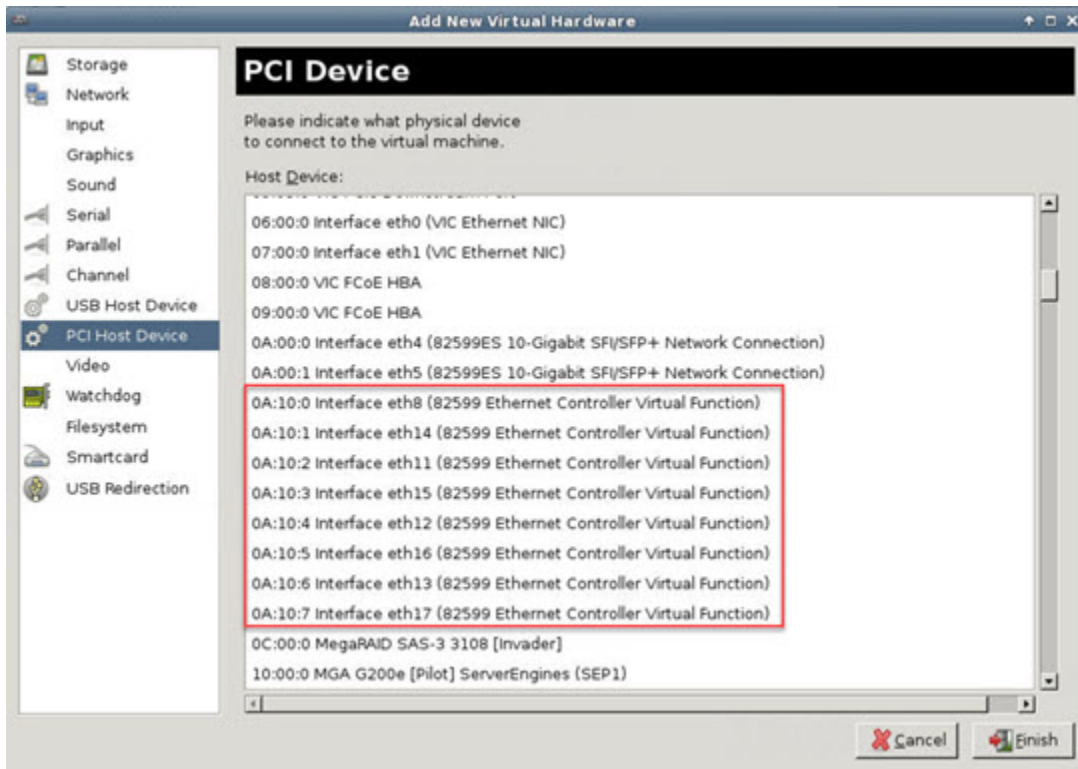 Add New Virtual Hardware
Storage
Network
Input
Graphics
Sound
Serial
Parallel
Channel
USB Host Device
PCI Host Device
Video
Watchdog
Filesystem
Smartcard
USB Redirection
PCI Device
Please indicate what physical device
to connect to the virtual machine.
Host Device:
06:00:0 Interface eth0 (VIC Ethernet NIC)
07:00:0 Interface eth1 (VIC Ethernet NIC)
08:00:0 VIC FCoE HBA
09:00:0 VIC FCoE HBA
0A:00:0 Interface eth4 (82599ES 10-Gigabit SFI/SFP+ Network Connection)
0A:00:1 Interface eth5 (82599ES 10-Gigabit SFI/SFP+ Network Connection)
0A:10:0 Interface eth8 (82599 Ethernet Controller Virtual Function)
0A:10:1 Interface eth14 (82599 Ethernet Controller Virtual Function)
0A:10:2 Interface eth11 (82599 Ethernet Controller Virtual Function)
0A:10:3 Interface eth15 (82599 Ethernet Controller Virtual Function)
0A:10:4 Interface eth12 (82599 Ethernet Controller Virtual Function)
0A:10:5 Interface eth16 (82599 Ethernet Controller Virtual Function)
0A:10:6 Interface eth13 (82599 Ethernet Controller Virtual Function)
0A:10:7 Interface eth17 (82599 Ethernet Controller Virtual Function)
0C:00:0 MegaRAID SAS-3 3108 [Invader]
10:00:0 MGA G200e [Pilot] ServerEngines (SEP1)
Cancel
Finish